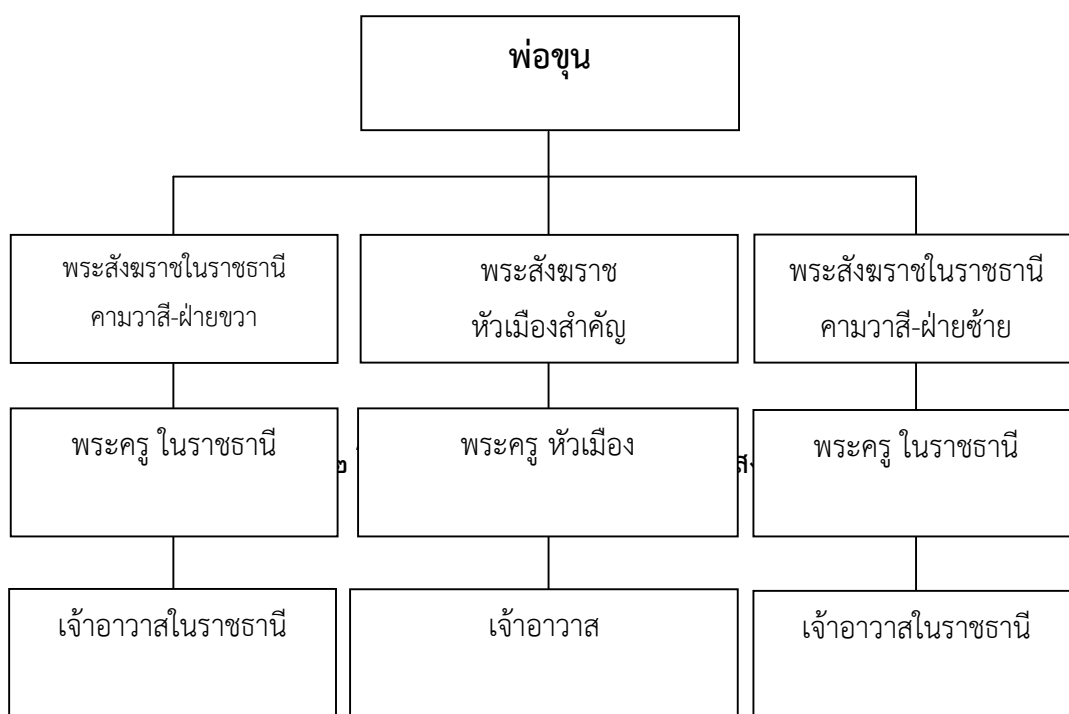 พ่อขุน
พระสังฆราชในราชธานี
คามวาสี-ฝ่ายขวา
พระสังฆราช
หัวเมืองสำคัญ
พระสังฆราชในราชธานี
คามวาสี-ฝ่ายซ้าย
พระครู ในราชธานี
พระครู หัวเมือง
พระครู ในราชธานี
เจ้าอาวาสในราชธานี
เจ้าอาวาส
เจ้าอาวาสในราชธานี